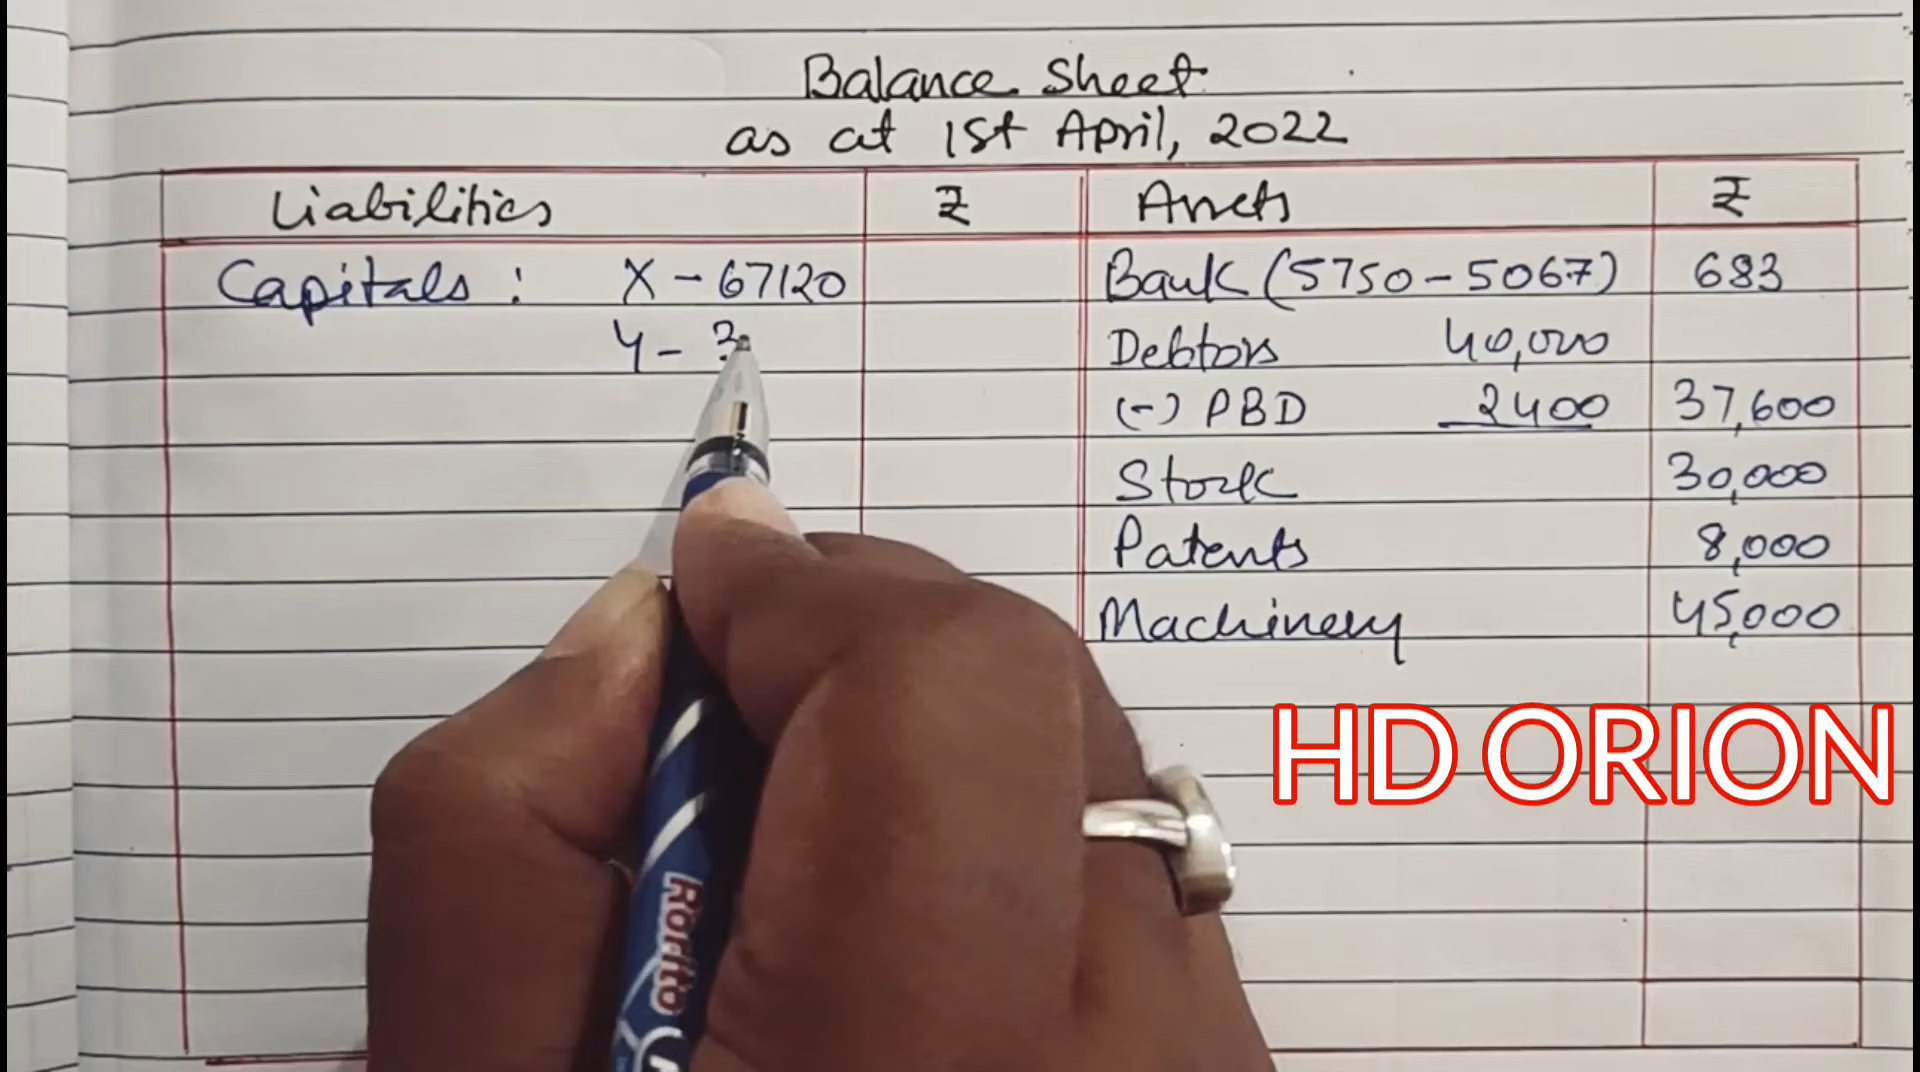 Balance Sheet
as at 1st April, 2022
Liabilities ₹ Assets ₹
Capitals : X - 67120 Bank (5750 - 5067) 683
Y - 3 Debtors 40,000
(-) PBD 2400 37,600
Stock 30,000
Patents 8,000
Machinery 45,000
HD ORION
Rorito